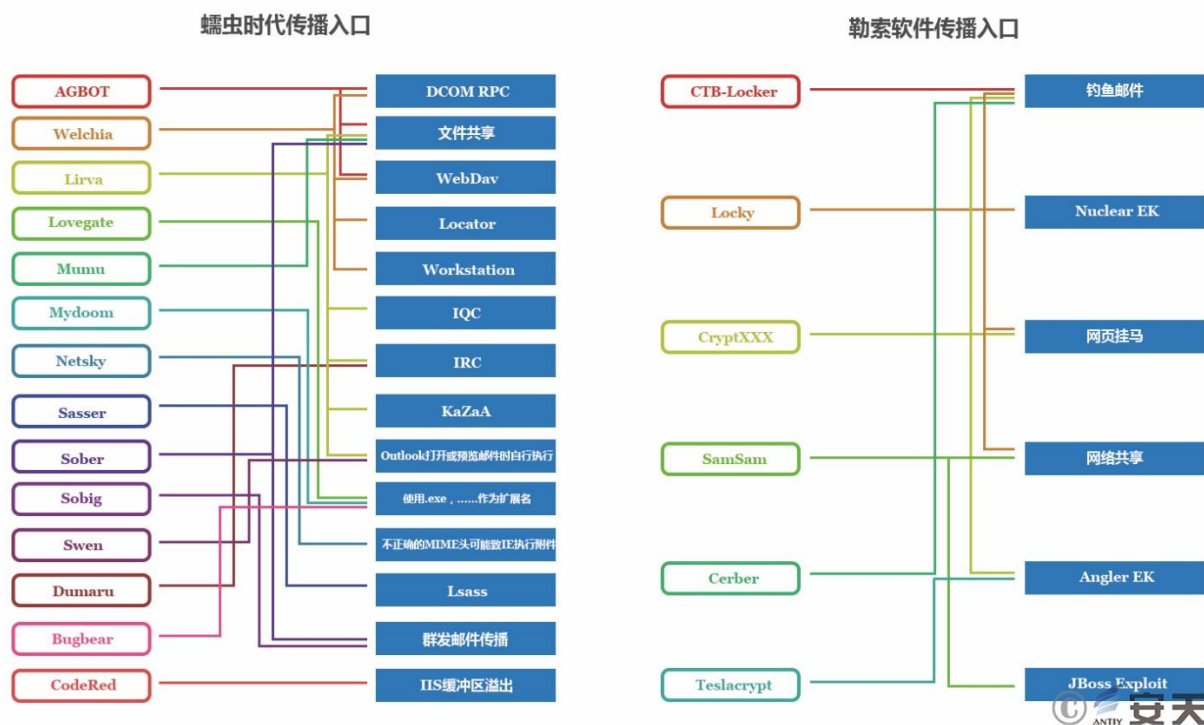 蠕虫时代传播入口
AGBOT
Welchia
Lirva
Lovegate
Mumu
Mydoom
Netsky
Sasser
Sober
Sobig
Swen
Dumaru
Bugbear
CodeRed
DCOM RPC
文件共享
WebDav
Locator
Workstation
IQC
IRC
KaZaA
Outlook打开或预览邮件时自行执行
使用.exe，......作为扩展名
不正确的MIME头可能致IE执行附件
Lsass
群发邮件传播
IIS缓冲区溢出
勒索软件传播入口
CTB-Locker
Locky
CryptXXX
SamSam
Cerber
Teslacrypt
钓鱼邮件
Nuclear EK
网页挂马
网络共享
Angler EK
JBoss Exploit
© ANTIY 安天